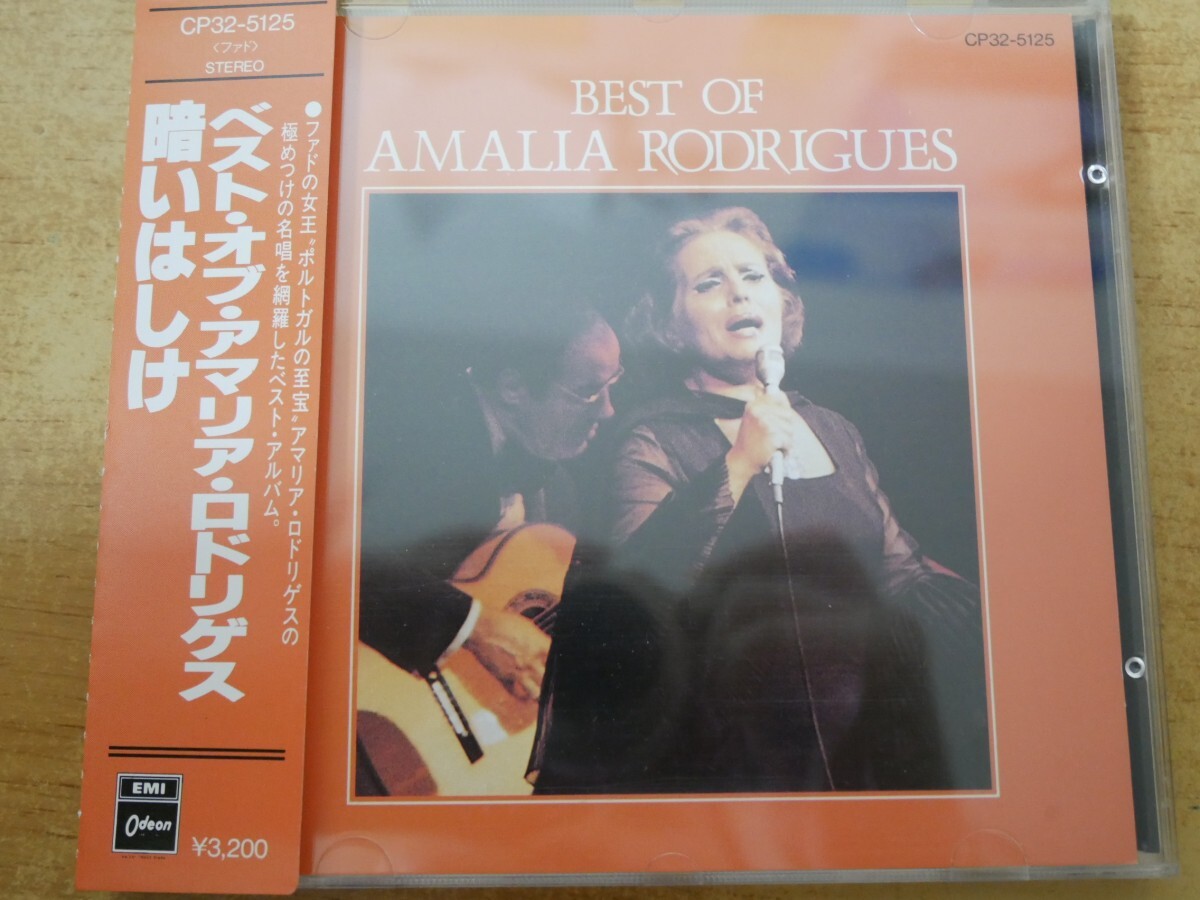 CP32-5125
〈ファド〉
STEREO
ベスト・オブ・アマリア・ロドリゲス
暗いはしけ
●ファドの女王〝ポルトガルの至宝〟アマリア・ロドリゲスの
極めつけの名唱を網羅したベスト・アルバム。
EMI
Odeon
¥3,200
CP32-5125
BEST OF
AMALIA RODRIGUES